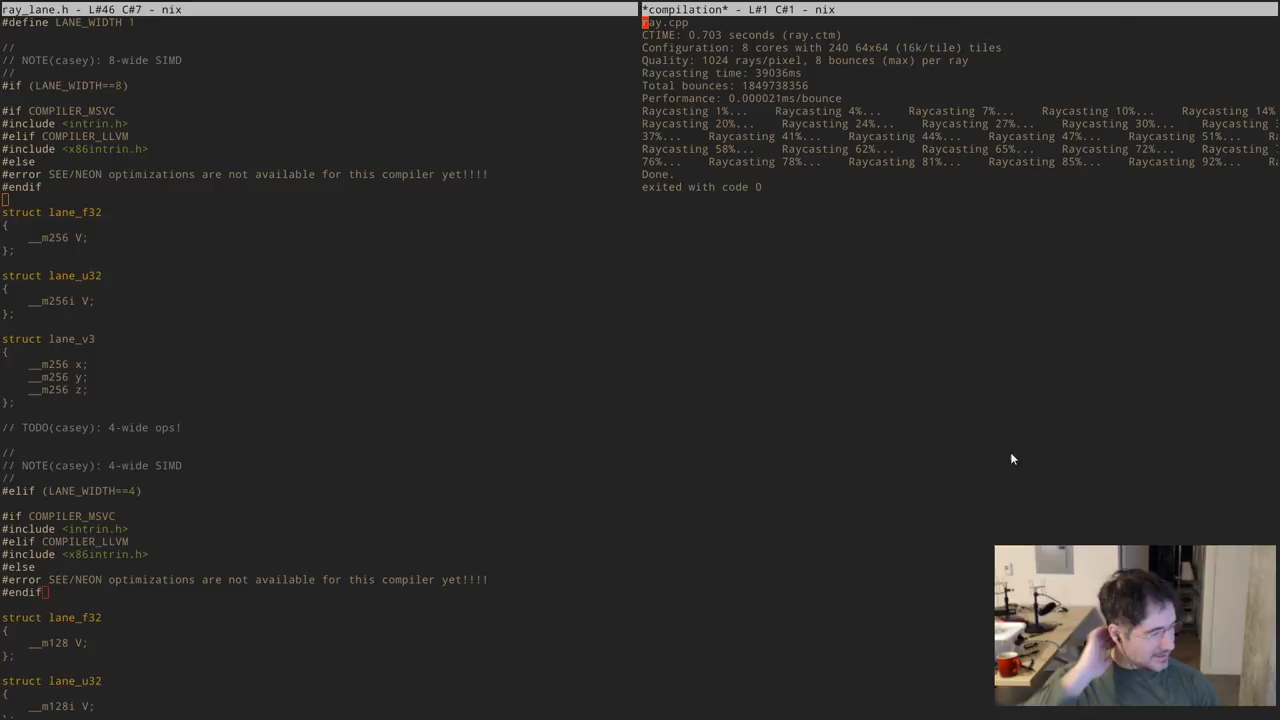 ray_lane.h - L#46 C#7 - nix
#define LANE_WIDTH 1
//
// NOTE(casey): 8-wide SIMD
//
#if (LANE_WIDTH==8)
#if COMPILER_MSVC
#include <intrin.h>
#elif COMPILER_LLVM
#include <x86intrin.h>
#else
#error SEE/NEON optimizations are not available for this compiler yet!!!!
#endif
struct lane_f32
{
__m256 V;
};
struct lane_u32
{
__m256i V;
};
struct lane_v3
{
__m256 x;
__m256 y;
__m256 z;
};
// TODO(casey): 4-wide ops!
//
// NOTE(casey): 4-wide SIMD
//
#elif (LANE_WIDTH==4)
#if COMPILER_MSVC
#include <intrin.h>
#elif COMPILER_LLVM
#include <x86intrin.h>
#else
#error SEE/NEON optimizations are not available for this compiler yet!!!!
#endif
struct lane_f32
{
__m128 V;
};
struct lane_u32
{
__m128i V;
*compilation* - L#1 C#1 - nix
ray.cpp
CTIME: 0.703 seconds (ray.ctm)
Configuration: 8 cores with 240 64x64 (16k/tile) tiles
Quality: 1024 rays/pixel, 8 bounces (max) per ray
Raycasting time: 39036ms
Total bounces: 1849738356
Performance: 0.000021ms/bounce
Raycasting 1%... Raycasting 4%... Raycasting 7%... Raycasting 10%... Raycasting 14%
Raycasting 20%... Raycasting 24%... Raycasting 27%... Raycasting 30%...
37%... Raycasting 41%... Raycasting 44%... Raycasting 47%... Raycasting 51%...
Raycasting 58%... Raycasting 62%... Raycasting 65%... Raycasting 72%... Raycasting
76%... Raycasting 78%... Raycasting 81%... Raycasting 85%... Raycasting 92%...
Done.
exited with code 0